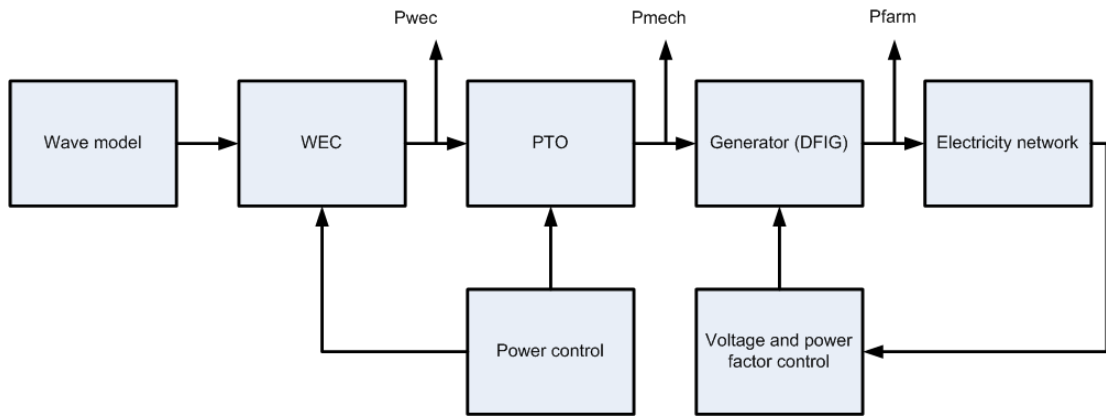 Pwec
Pmech
Pfarm
Wave model
WEC
PTO
Generator (DFIG)
Electricity network
Power control
Voltage and power
factor control